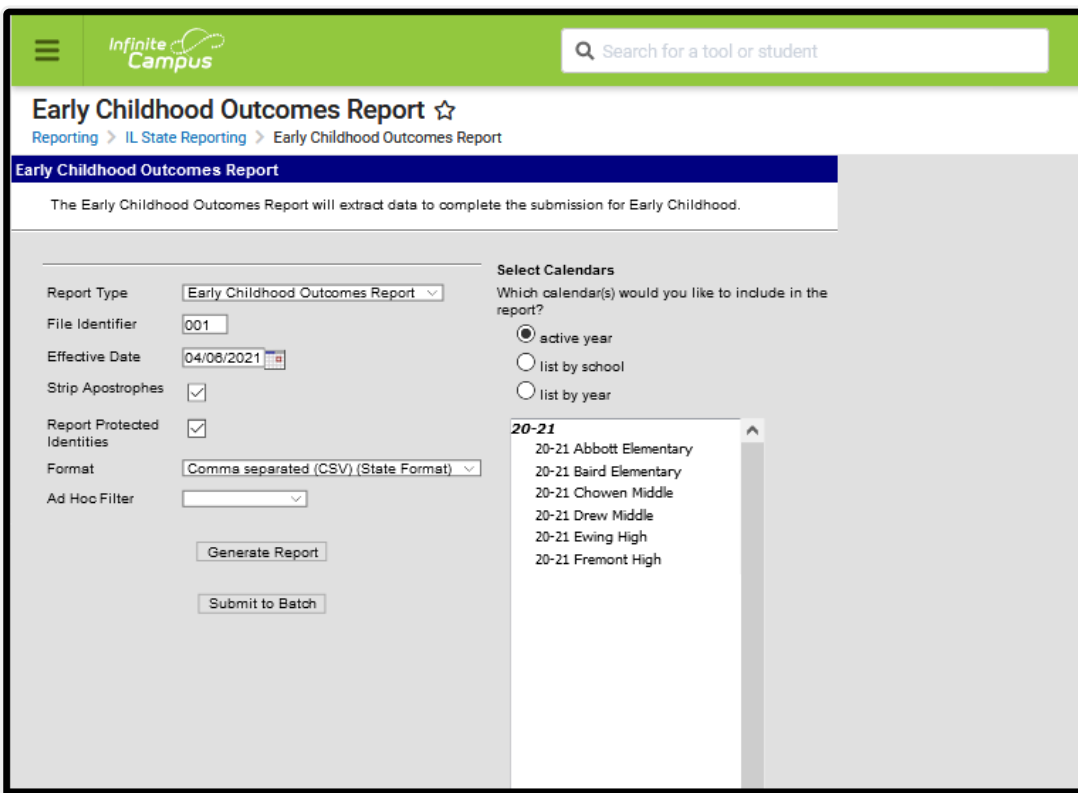 Infinite
Campus
Search for a tool or student
Early Childhood Outcomes Report
Reporting > IL State Reporting > Early Childhood Outcomes Report
Early Childhood Outcomes Report
The Early Childhood Outcomes Report will extract data to complete the submission for Early Childhood.
Report Type Early Childhood Outcomes Report
File Identifier 001
Effective Date 04/06/2021
Strip Apostrophes
Report Protected
Identities
Format Comma separated (CSV) (State Format)
Ad Hoc Filter
Generate Report
Submit to Batch
Select Calendars
Which calendar(s) would you like to include in the
report?
active year
list by school
list by year
20-21
20-21 Abbott Elementary
20-21 Baird Elementary
20-21 Chowen Middle
20-21 Drew Middle
20-21 Ewing High
20-21 Fremont High